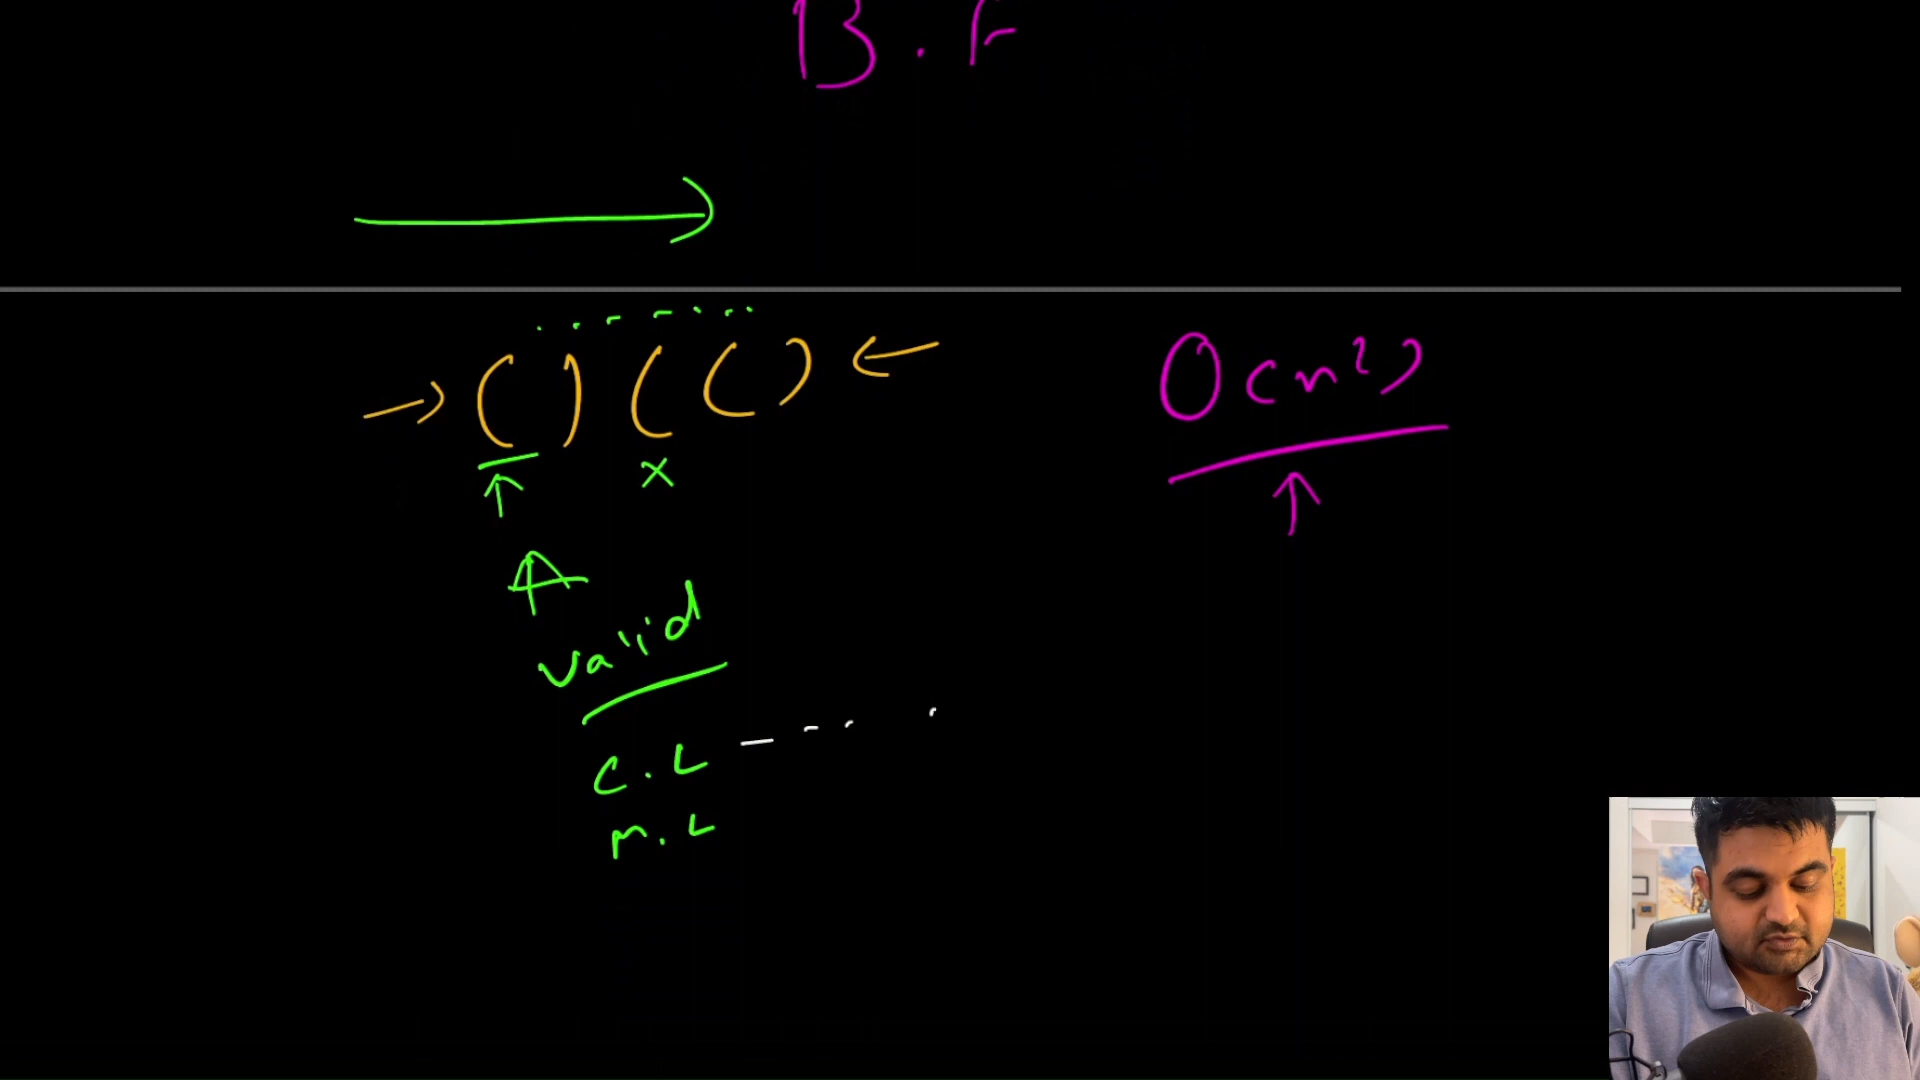 B.F
→ ( ) ( ( ) ←
O(n²)
x
↑
↑
valid
C.L
M.L